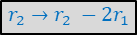 r₂ → r₂ − 2r₁